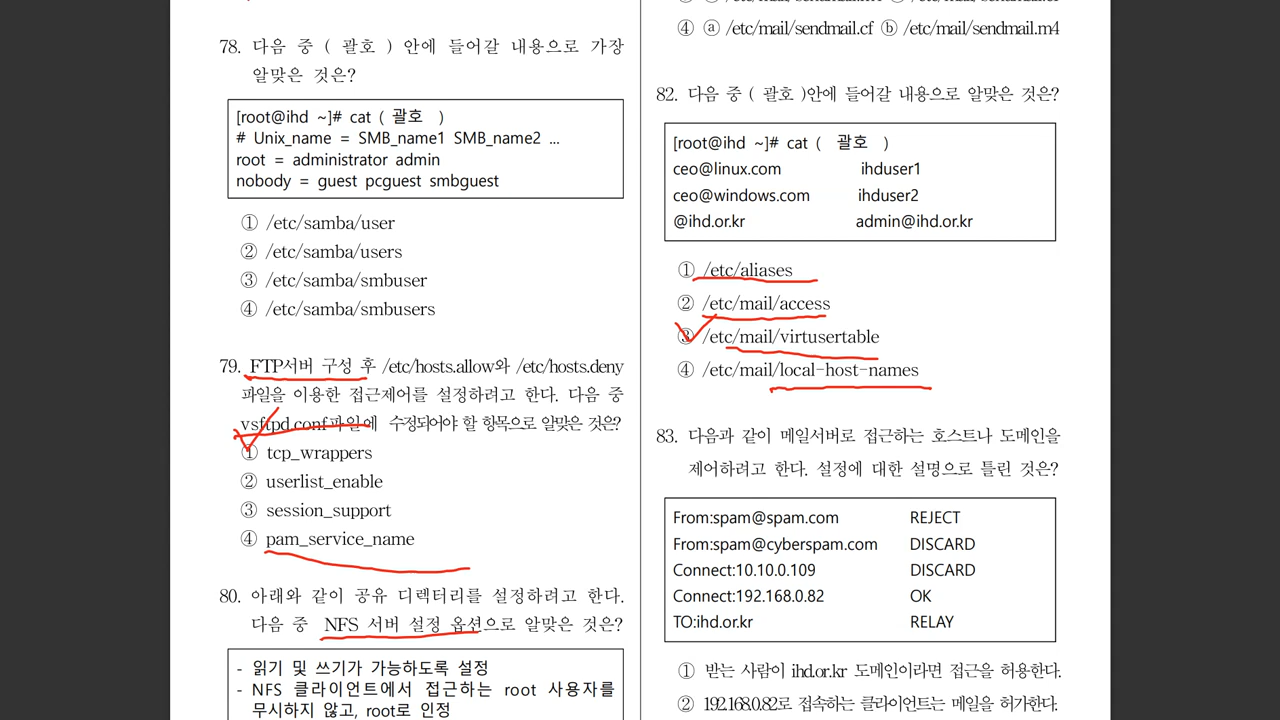 78. 다음 중 ( 괄호 ) 안에 들어갈 내용으로 가장
알맞은 것은?
[root@ihd ~]# cat ( 괄호 )
# Unix_name = SMB_name1 SMB_name2 ...
root = administrator admin
nobody = guest pcguest smbguest
① /etc/samba/user
② /etc/samba/users
③ /etc/samba/smbuser
④ /etc/samba/smbusers
79. FTP서버 구성 후 /etc/hosts.allow와 /etc/hosts.deny
파일을 이용한 접근제어를 설정하려고 한다. 다음 중
vsftpd.conf파일에 수정되어야 할 항목으로 알맞은 것은?
① tcp_wrappers
② userlist_enable
③ session_support
④ pam_service_name
80. 아래와 같이 공유 디렉터리를 설정하려고 한다.
다음 중 NFS 서버 설정 옵션으로 알맞은 것은?
- 읽기 및 쓰기가 가능하도록 설정
- NFS 클라이언트에서 접근하는 root 사용자를
무시하지 않고, root로 인정
④ ⓐ /etc/mail/sendmail.cf ⓑ /etc/mail/sendmail.m4
82. 다음 중 ( 괄호 )안에 들어갈 내용으로 알맞은 것은?
[root@ihd ~]# cat ( 괄호 )
ceo@linux.com ihduser1
ceo@windows.com ihduser2
@ihd.or.kr admin@ihd.or.kr
① /etc/aliases
② /etc/mail/access
③ /etc/mail/virtusertable
④ /etc/mail/local-host-names
83. 다음과 같이 메일서버로 접근하는 호스트나 도메인을
제어하려고 한다. 설정에 대한 설명으로 틀린 것은?
From:spam@spam.com REJECT
From:spam@cyberspam.com DISCARD
Connect:10.10.0.109 DISCARD
Connect:192.168.0.82 OK
TO:ihd.or.kr RELAY
① 받는 사람이 ihd.or.kr 도메인이라면 접근을 허용한다.
② 192.168.0.82로 접속하는 클라이언트는 메일을 허가한다.